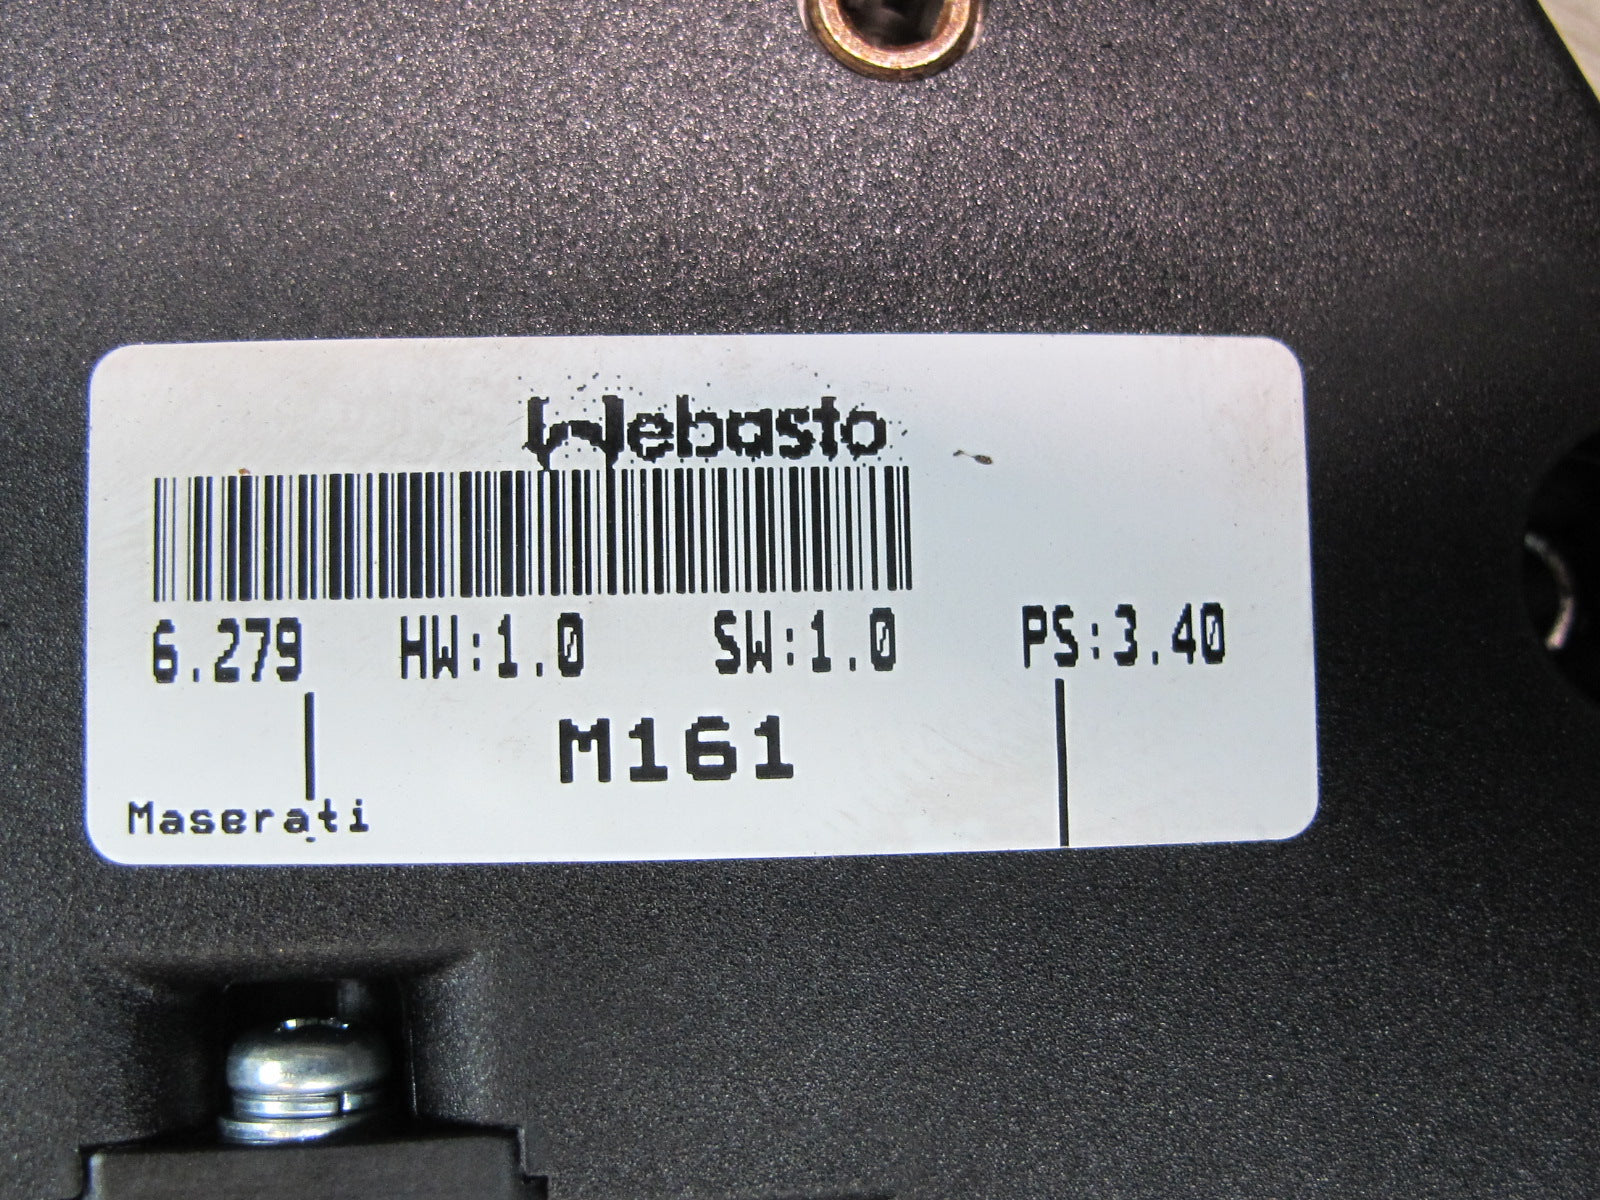 Webasto
6.279 HW:1.0 SW:1.0 PS:3.40
M161
Maserati